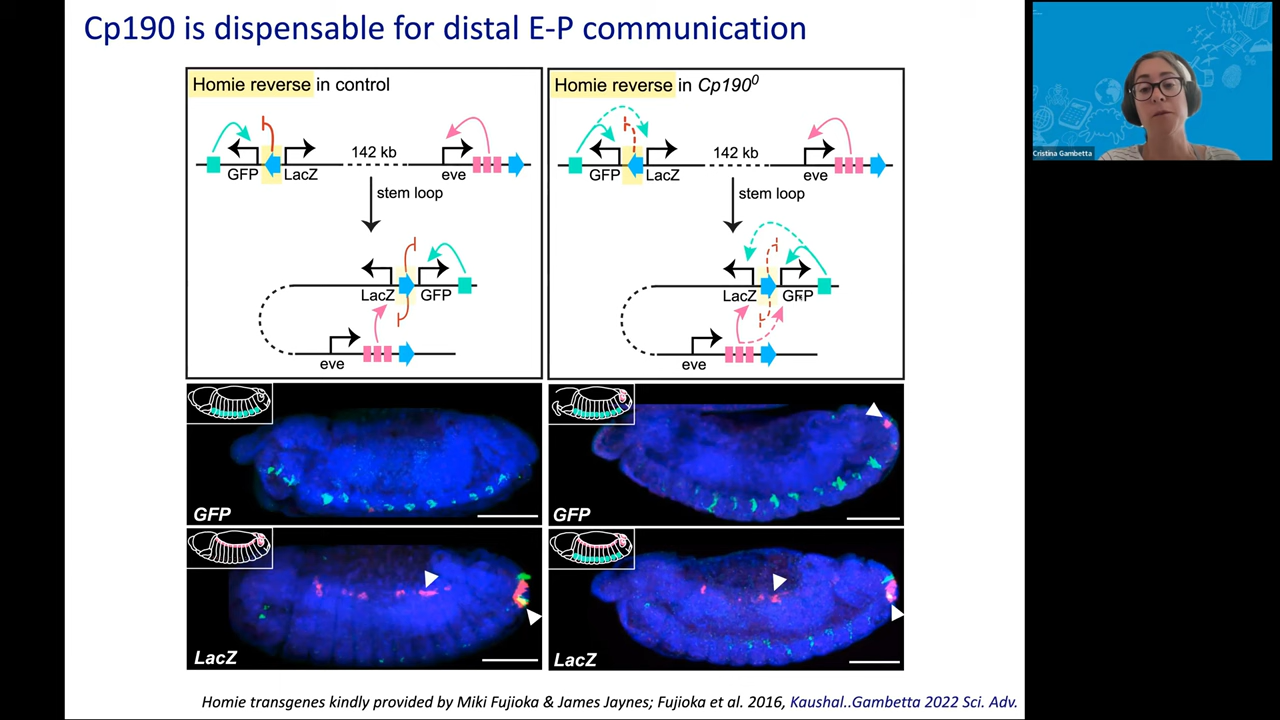 Cp190 is dispensable for distal E-P communication
Homie reverse in control
GFP
LacZ
142 kb
eve
stem loop
LacZ
GFP
eve
Homie reverse in Cp190⁰
GFP
LacZ
142 kb
eve
stem loop
LacZ
GFP
eve
GFP
GFP
LacZ
LacZ
Homie transgenes kindly provided by Miki Fujioka & James Jaynes; Fujioka et al. 2016, Kaushal..Gambetta 2022 Sci. Adv.
Cristina Gambetta